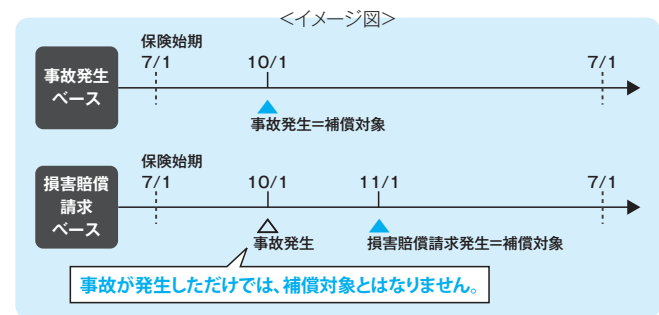 <イメージ図>
保険始期
7/1 10/1 7/1
事故発生
ベース
事故発生=補償対象
保険始期
7/1 10/1 11/1 7/1
損害賠償
請求
ベース
事故発生 損害賠償請求発生=補償対象
事故が発生しただけでは、補償対象とはなりません。